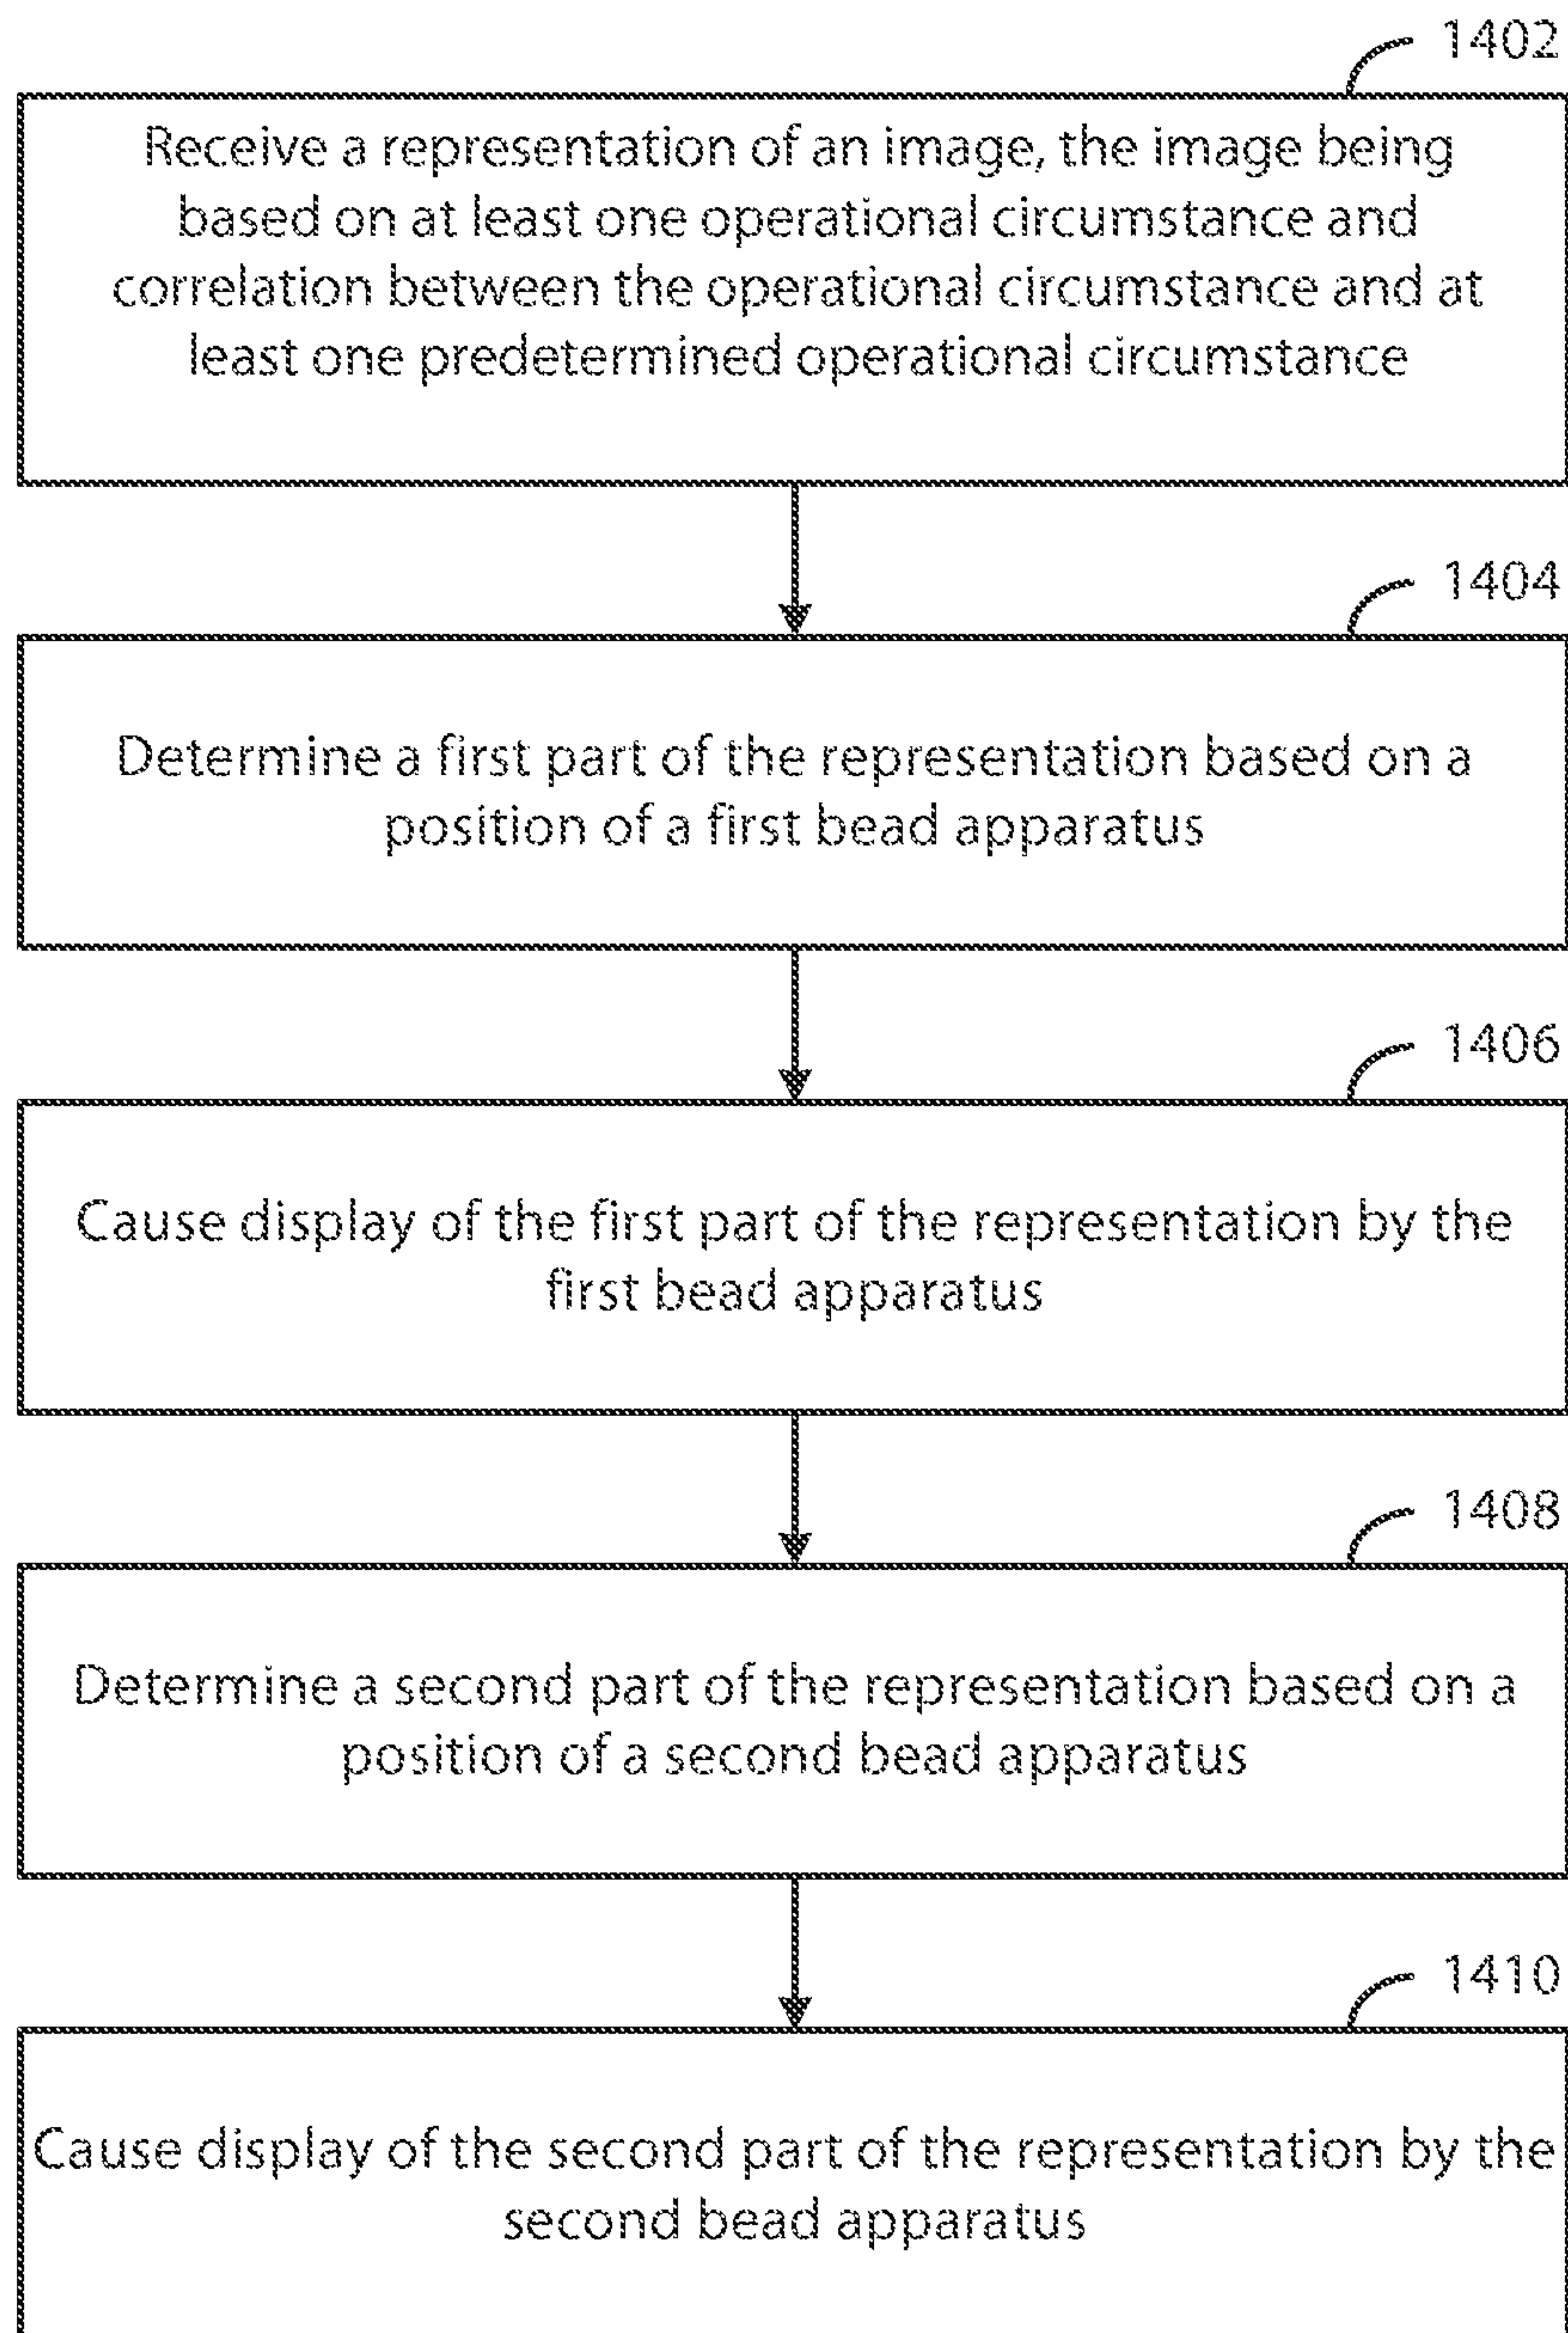 1402
Receive a representation of an image, the image being
based on at least one operational circumstance and
correlation between the operational circumstance and at
least one predetermined operational circumstance
1404
Determine a first part of the representation based on a
position of a first bead apparatus
1406
Cause display of the first part of the representation by the
first bead apparatus
1408
Determine a second part of the representation based on a
position of a second bead apparatus
1410
Cause display of the second part of the representation by the
second bead apparatus